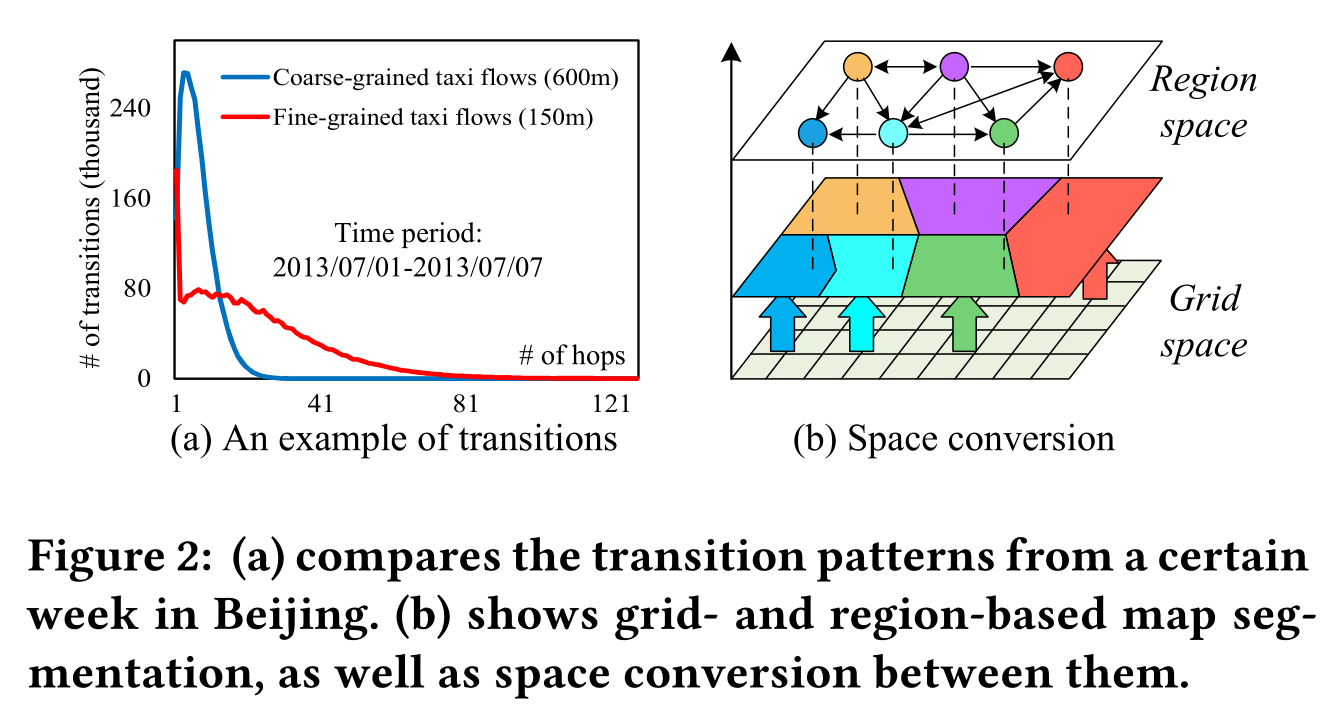 # of transitions (thousand)
240
160
80
0
Coarse-grained taxi flows (600m)
Fine-grained taxi flows (150m)
Time period:
2013/07/01-2013/07/07
# of hops
1 41 81 121
(a) An example of transitions
Region
space
Grid
space
(b) Space conversion
Figure 2: (a) compares the transition patterns from a certain
week in Beijing. (b) shows grid- and region-based map seg-
mentation, as well as space conversion between them.